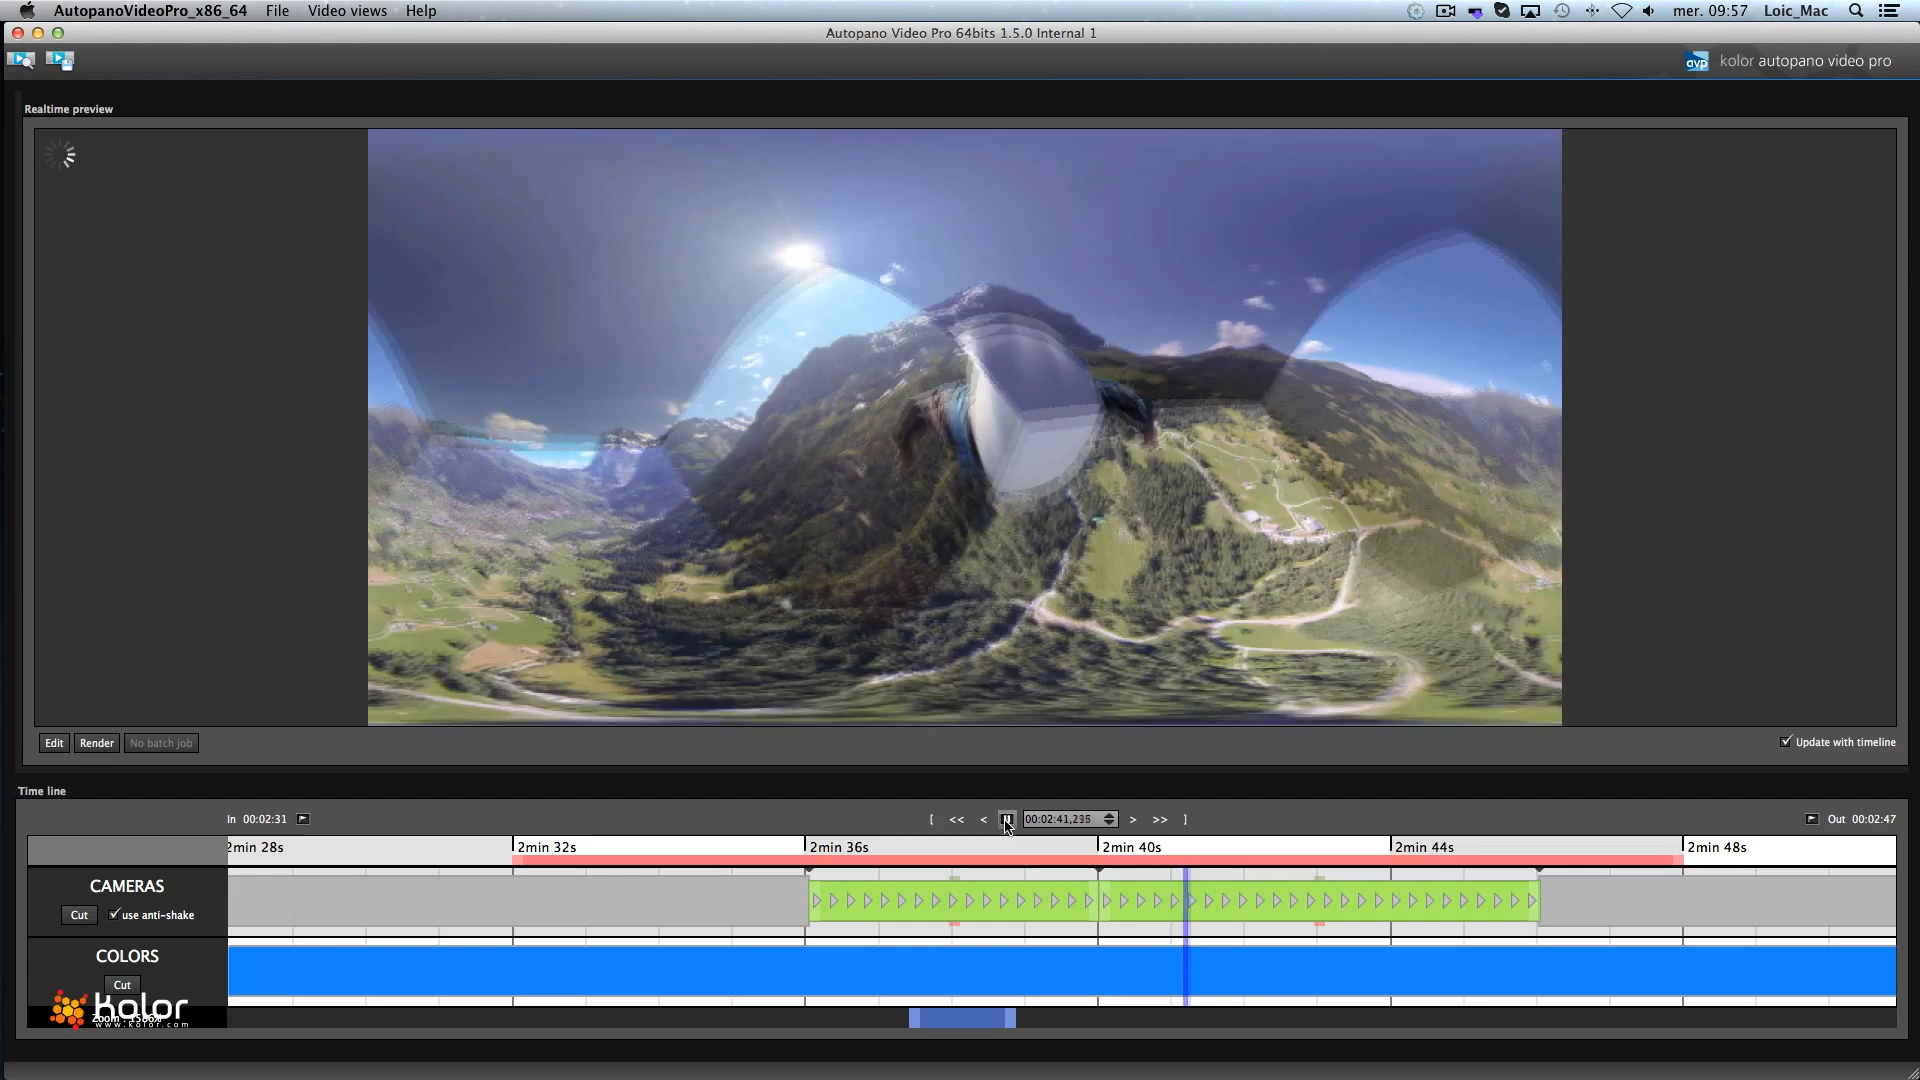 AutopanoVideoPro_x86_64 File Video views Help mer. 09:57 Loic_Mac
Autopano Video Pro 64bits 1.5.0 Internal 1
avp kolor autopano video pro
Realtime preview
Edit Render No batch job Update with timeline
Time line
In 00:02:31 [ << < 00:02:41,235 > >> ] Out 00:02:47
2min 28s 2min 32s 2min 36s 2min 40s 2min 44s 2min 48s
CAMERAS
Cut use anti-shake
COLORS
Cut
kolor
Zoom : 1586%
www.kolor.com